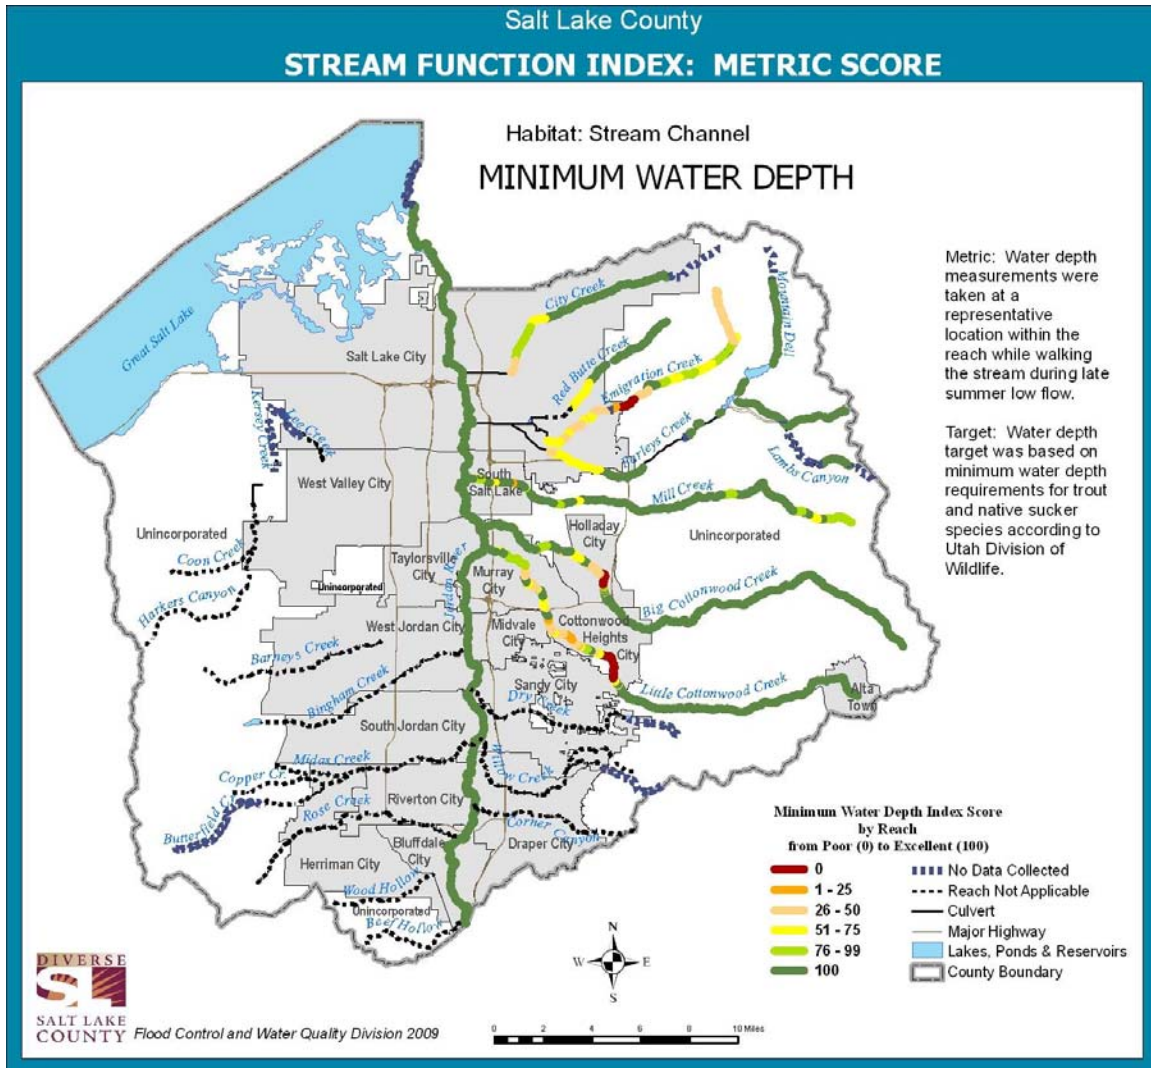 Salt Lake County
STREAM FUNCTION INDEX: METRIC SCORE
Habitat: Stream Channel
MINIMUM WATER DEPTH
Metric: Water depth
measurements were
taken at a
representative
location within the
reach while walking
the stream during late
summer low flow.
Target: Water depth
target was based on
minimum water depth
requirements for trout
and native sucker
species according to
Utah Division of
Wildlife.
Great Salt Lake
Salt Lake City
City Creek
Red Butte Creek
Emigration Creek
Mountain Dell
Parleys Creek
Lambs Canyon
Kersey Creek
Lee Creek
West Valley City
South
Salt Lake
Mill Creek
Unincorporated
Holladay
City
Unincorporated
Coon Creek
Harkers Canyon
Taylorsville
City
Unincorporated
Jordan River
Murray
City
Big Cottonwood Creek
West Jordan City
Midvale
City
Cottonwood
Heights
City
Barneys Creek
Bingham Creek
Sandy City
Dry Creek
Little Cottonwood Creek
Alta
Town
South Jordan City
Midas Creek
Copper Cr.
Willow Creek
Butterfield Cr.
Rose Creek
Riverton City
Corner Canyon
Bluffdale
City
Draper City
Herriman City
Wood Hollow
Unincorporated
Beef Hollow
Minimum Water Depth Index Score
by Reach
from Poor (0) to Excellent (100)
0
1 - 25
26 - 50
51 - 75
76 - 99
100
No Data Collected
Reach Not Applicable
Culvert
Major Highway
Lakes, Ponds & Reservoirs
County Boundary
N
W E
S
0 2 4 6 8 10 Miles
DIVERSE
SL
SALT LAKE
COUNTY
Flood Control and Water Quality Division 2009